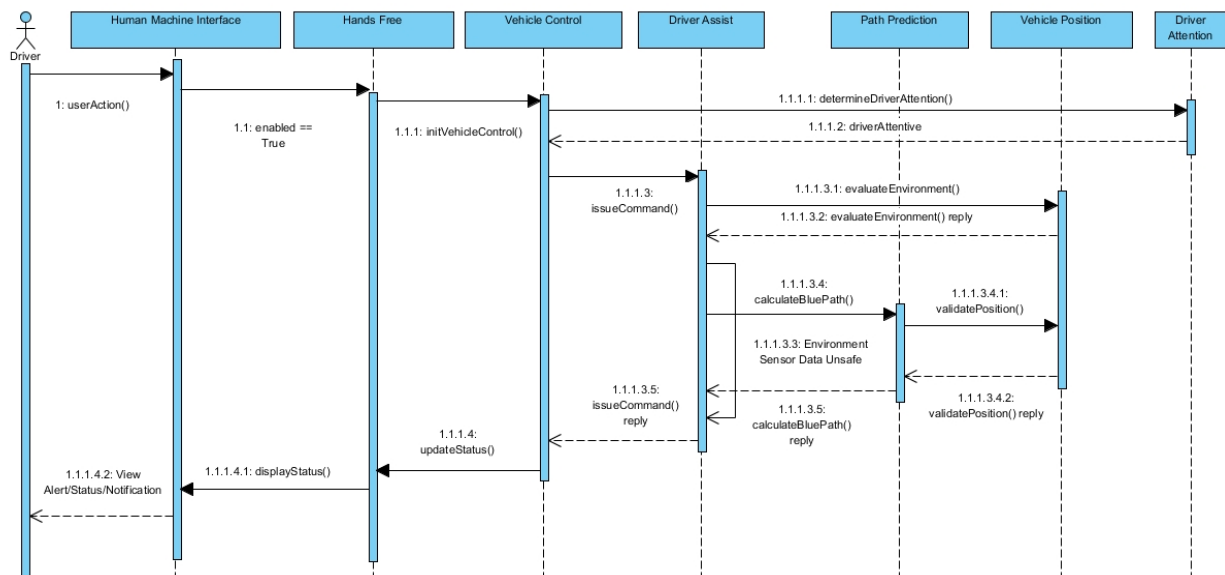 Human Machine Interface
Hands Free
Vehicle Control
Driver Assist
Path Prediction
Vehicle Position
Driver
Attention
Driver
1: userAction()
1.1: enabled ==
True
1.1.1: initVehicleControl()
1.1.1.1: determineDriverAttention()
1.1.1.2: driverAttentive
1.1.1.3:
issueCommand()
1.1.1.3.1: evaluateEnvironment()
1.1.1.3.2: evaluateEnvironment() reply
1.1.1.3.4:
calculateBluePath()
1.1.1.3.4.1:
validatePosition()
1.1.1.3.3: Environment
Sensor Data Unsafe
1.1.1.3.5:
issueCommand()
reply
1.1.1.3.5:
calculateBluePath()
reply
1.1.1.3.4.2:
validatePosition() reply
1.1.1.4:
updateStatus()
1.1.1.4.1: displayStatus()
1.1.1.4.2: View
Alert/Status/Notification